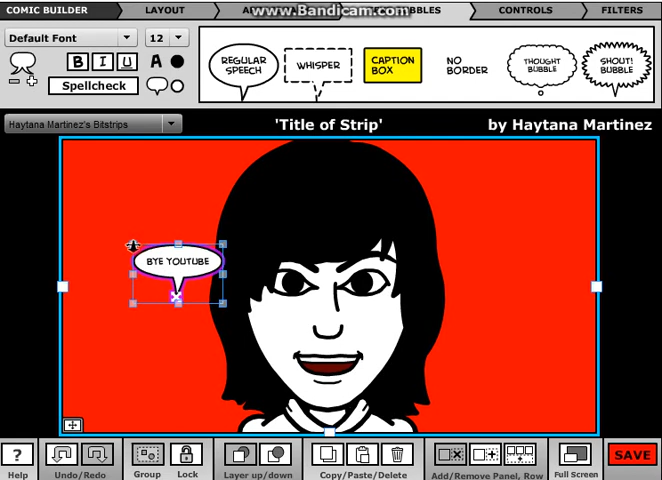 COMIC BUILDER LAYOUT www.Bandicam.com BUBBLES CONTROLS FILTERS
Default Font 12
B I U A
Spellcheck
REGULAR SPEECH
WHISPER
CAPTION BOX
NO BORDER
THOUGHT BUBBLE
SHOUT! BUBBLE
Haytana Martinez's Bitstrips 'Title of Strip' by Haytana Martinez
BYE YOUTUBE
? SAVE
Help Undo/Redo Group Lock Layer up/down Copy/Paste/Delete Add/Remove Panel, Row Full Screen